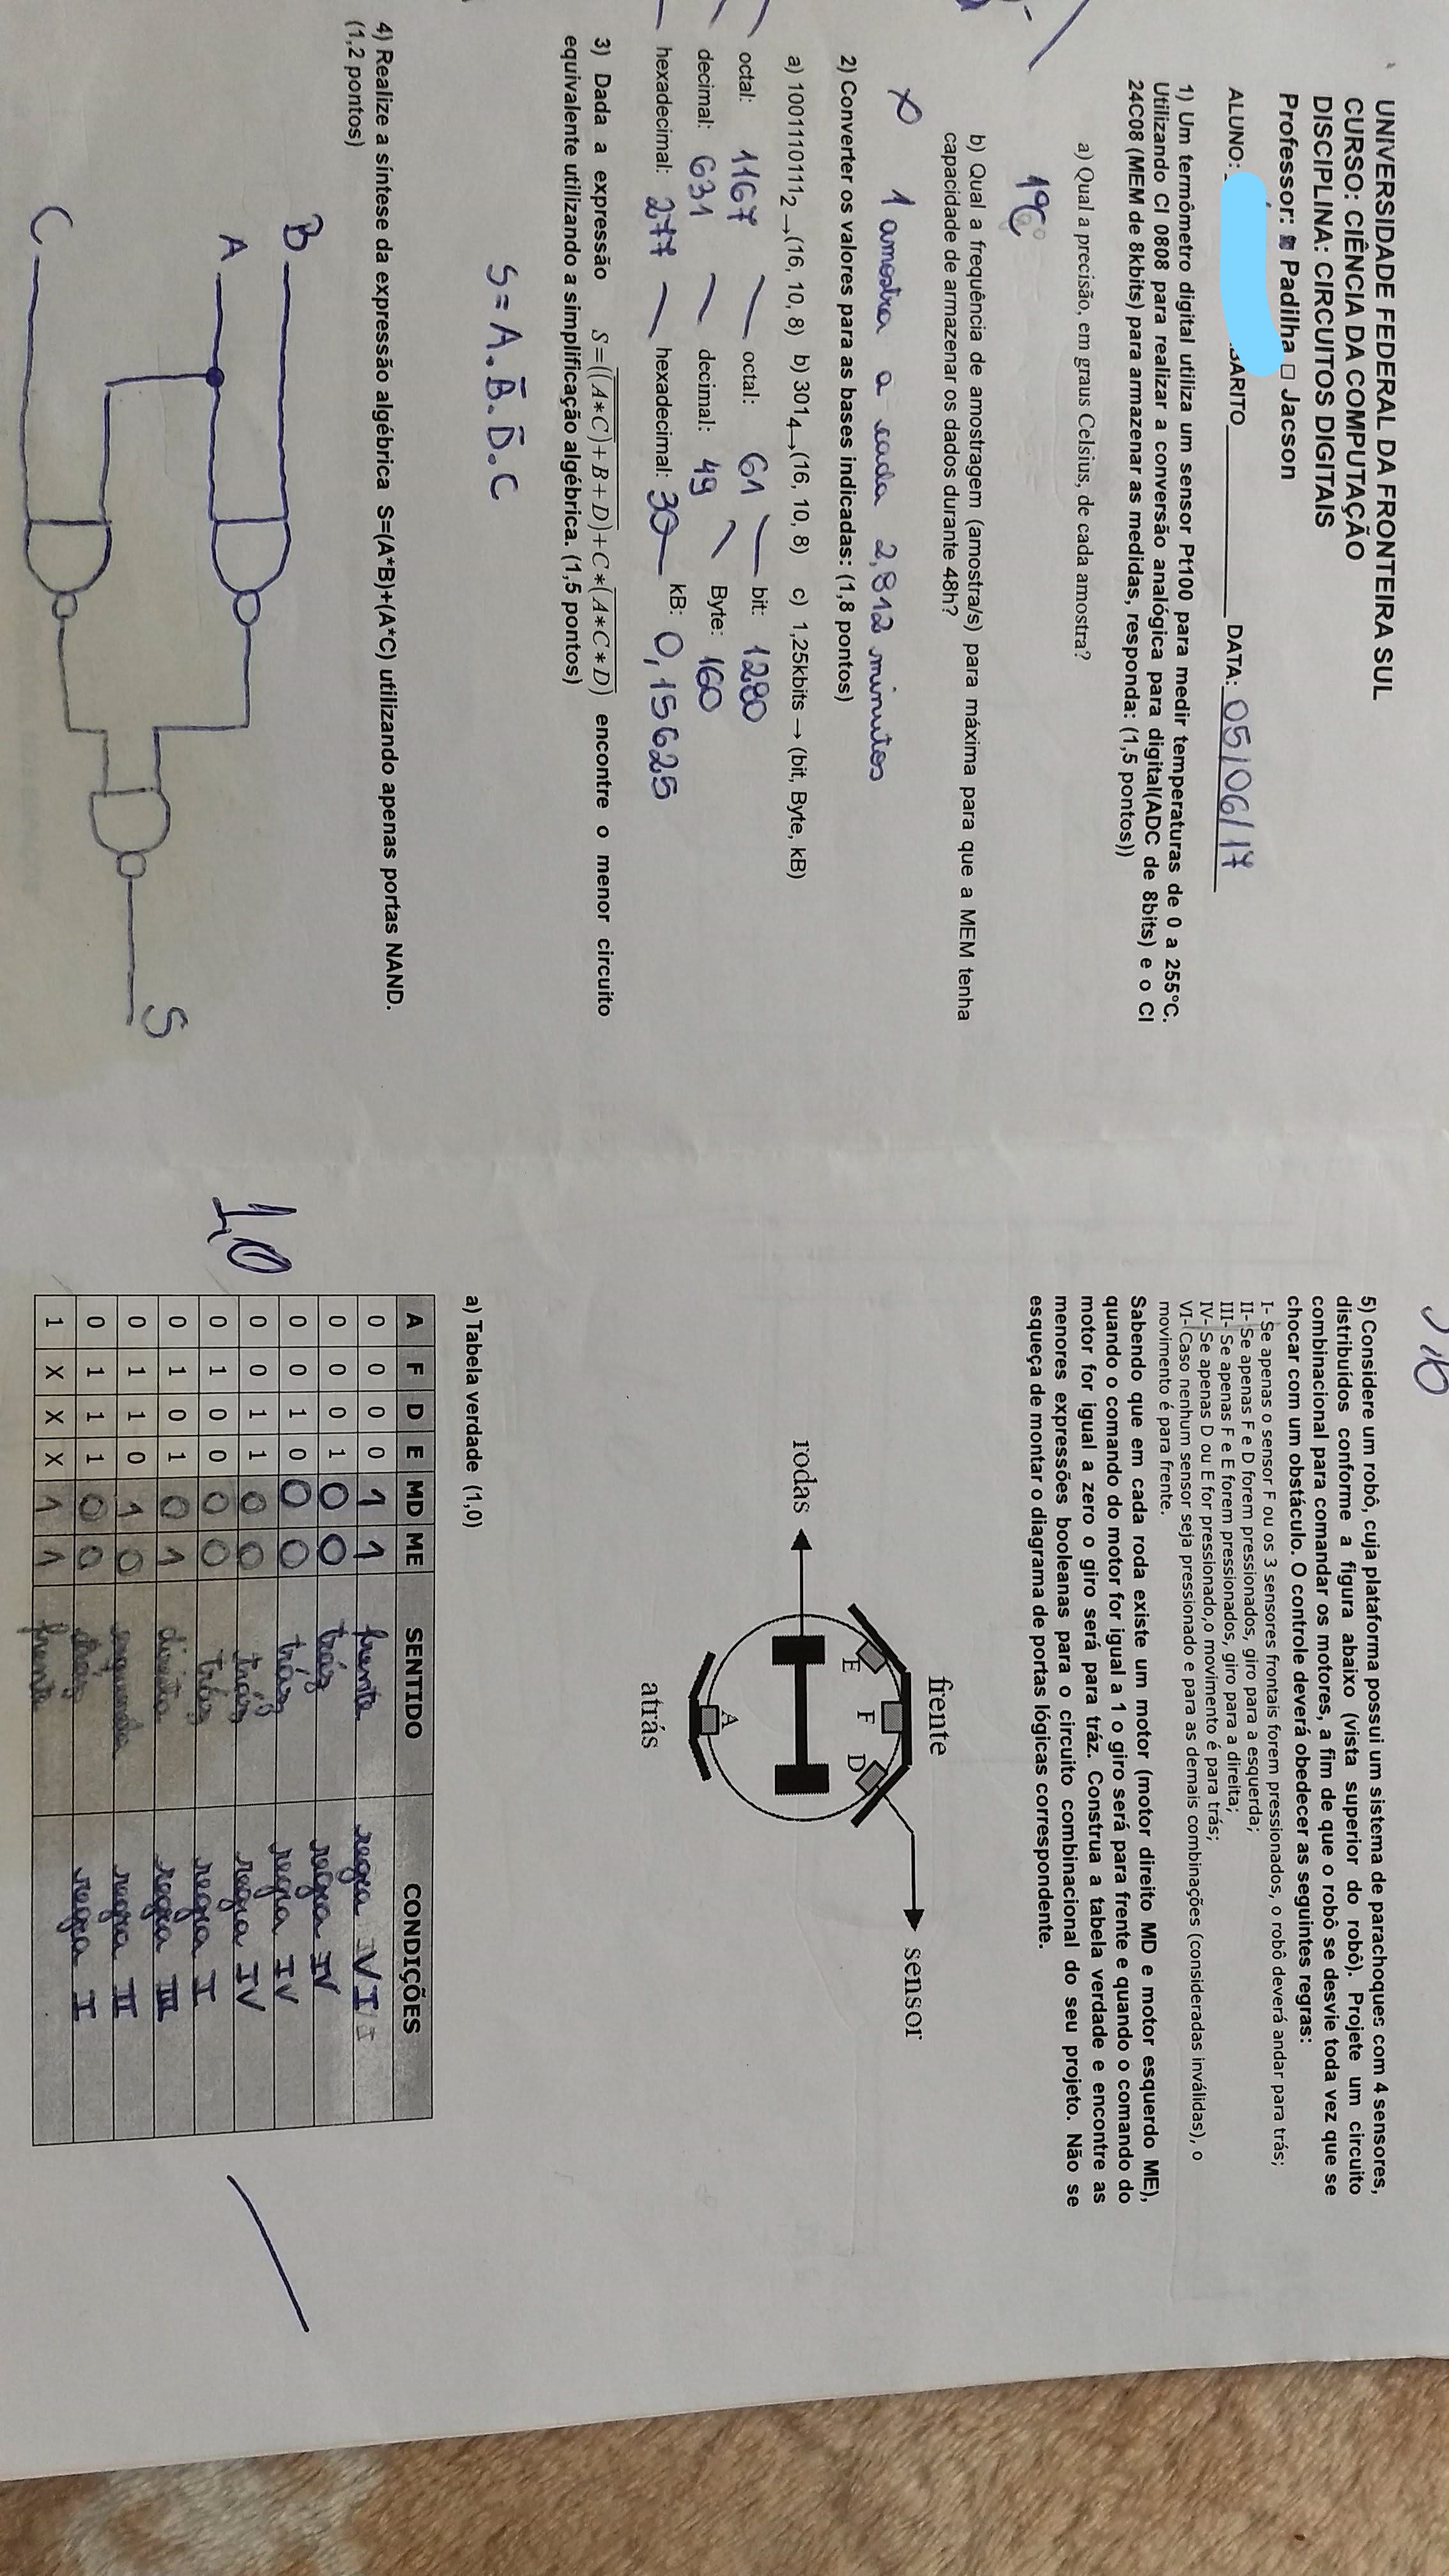 UNIVERSIDADE FEDERAL DA FRONTEIRA SUL
CURSO: CIÊNCIA DA COMPUTAÇÃO
DISCIPLINA: CIRCUITOS DIGITAIS
Professor: Padilha □ Jacson
ALUNO: BARITO DATA: 05/06/17
1) Um termômetro digital utiliza um sensor Pt100 para medir temperaturas de 0 a 255°C.
Utilizando CI 0808 para realizar a conversão analógica para digital(ADC de 8bits) e o CI
24C08 (MEM de 8kbits) para armazenar as medidas, responda: (1,5 pontos))
a) Qual a precisão, em graus Celsius, de cada amostra?
1°C
b) Qual a frequência de amostragem (amostra/s) para máxima para que a MEM tenha
capacidade de armazenar os dados durante 48h?
1 amostra a cada 2,812 minutos
2) Converter os valores para as bases indicadas: (1,8 pontos)
a) 1001110111₂→(16, 10, 8) b) 301₄→(16, 10, 8) c) 1,25kbits → (bit, Byte, kB)
octal: 1167 octal: 61 bit: 1280
decimal: 631 decimal: 49 Byte: 160
hexadecimal: 277 hexadecimal: 30 kB: 0,15625
3) Dada a expressão S=((A*C)+B+D)+C*(A*C*D) encontre o menor circuito
equivalente utilizando a simplificação algébrica. (1,5 pontos)
S = A.B̅.D̅.C
4) Realize a síntese da expressão algébrica S=(A*B)+(A*C) utilizando apenas portas NAND.
(1,2 pontos)
B
A
C
S
5) Considere um robô, cuja plataforma possui um sistema de parachoques com 4 sensores,
distribuídos conforme a figura abaixo (vista superior do robô). Projete um circuito
combinacional para comandar os motores, a fim de que o robô se desvie toda vez que se
chocar com um obstáculo. O controle deverá obedecer as seguintes regras:
I- Se apenas o sensor F ou os 3 sensores frontais forem pressionados, o robô deverá andar para trás;
II- Se apenas F e D forem pressionados, giro para a esquerda;
III- Se apenas F e E forem pressionados, giro para a direita;
IV- Se apenas D ou E for pressionado,o movimento é para trás;
VI- Caso nenhum sensor seja pressionado e para as demais combinações (consideradas inválidas), o
movimento é para frente.
Sabendo que em cada roda existe um motor (motor direito MD e motor esquerdo ME),
quando o comando do motor for igual a 1 o giro será para frente e quando o comando do
motor for igual a zero o giro será para tráz. Construa a tabela verdade e encontre as
menores expressões booleanas para o circuito combinacional do seu projeto. Não se
esqueça de montar o diagrama de portas lógicas correspondente.
frente
sensor
E F D
rodas
A
atrás
a) Tabela verdade (1,0)
1,0
A F D E MD ME SENTIDO CONDIÇÕES
0 0 0 0 1 1 frente regra VI
0 0 0 1 0 0 trás regra IV
0 0 1 0 0 0 trás regra IV
0 0 1 1 0 0 trás regra IV
0 1 0 0 0 0 trás regra I
0 1 0 1 0 1 direita regra III
0 1 1 0 1 0 esquerda regra II
0 1 1 1 0 0 trás regra I
1 X X X 1 1 frente